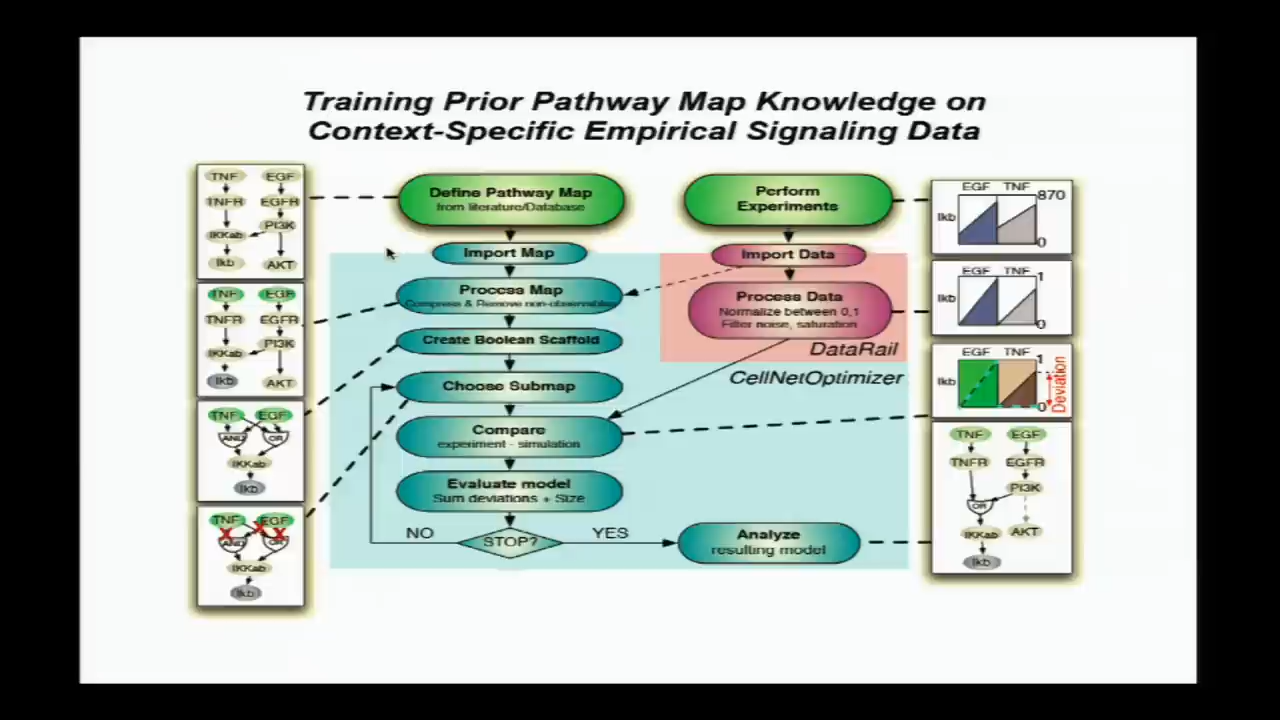 Training Prior Pathway Map Knowledge on
Context-Specific Empirical Signaling Data
TNF EGF
TNFR EGFR
PI3K
IKKab
Ikb AKT
TNF EGF
TNFR EGFR
PI3K
IKKab
Ikb AKT
TNF EGF
AND OR
IKKab
Ikb
TNF EGF
X X X
AND OR
IKKab
Ikb
Define Pathway Map
from literature/Database
Import Map
Process Map
Compress & Remove non-observables
Create Boolean Scaffold
Choose Submap
Compare
experiment - simulation
Evaluate model
Sum deviations + Size
NO
STOP?
YES
Perform
Experiments
Import Data
Process Data
Normalize between 0,1
Filter noise, saturation
DataRail
CellNetOptimizer
Analyze
resulting model
EGF TNF
870
Ikb
0
EGF TNF
1
Ikb
0
EGF TNF
1
Ikb
0
Deviation
TNF EGF
TNFR EGFR
PI3K
OR
IKKab AKT
Ikb